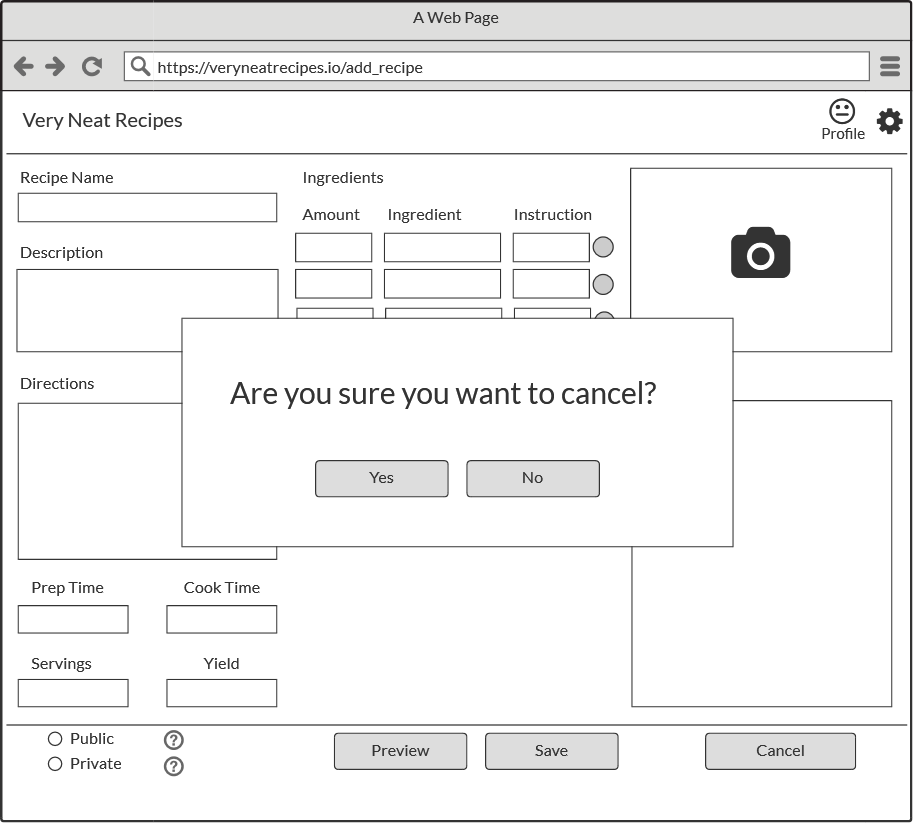 A Web Page
https://veryneatrecipes.io/add_recipe
Very Neat Recipes
Profile
Recipe Name
Ingredients
Amount Ingredient Instruction
Description
Are you sure you want to cancel?
Yes No
Directions
Prep Time Cook Time
Servings Yield
Public ?
Private ?
Preview Save Cancel